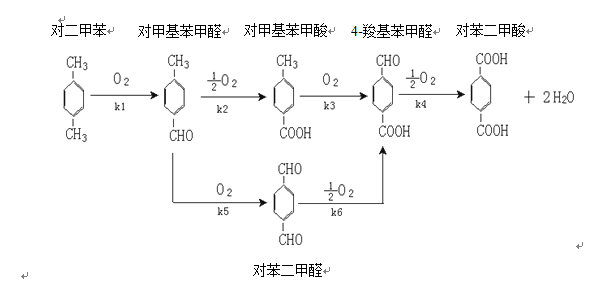 对二甲苯 对甲基苯甲醛 对甲基苯甲酸 4-羧基苯甲醛 对苯二甲酸
CH3 CH3 CH3 CHO COOH
O2 ½O2 O2 ½O2
k1 k2 k3 k4
+ 2H2O
CH3 CHO COOH COOH COOH
CHO
O2 ½O2
k5 k6
CHO
对苯二甲醛